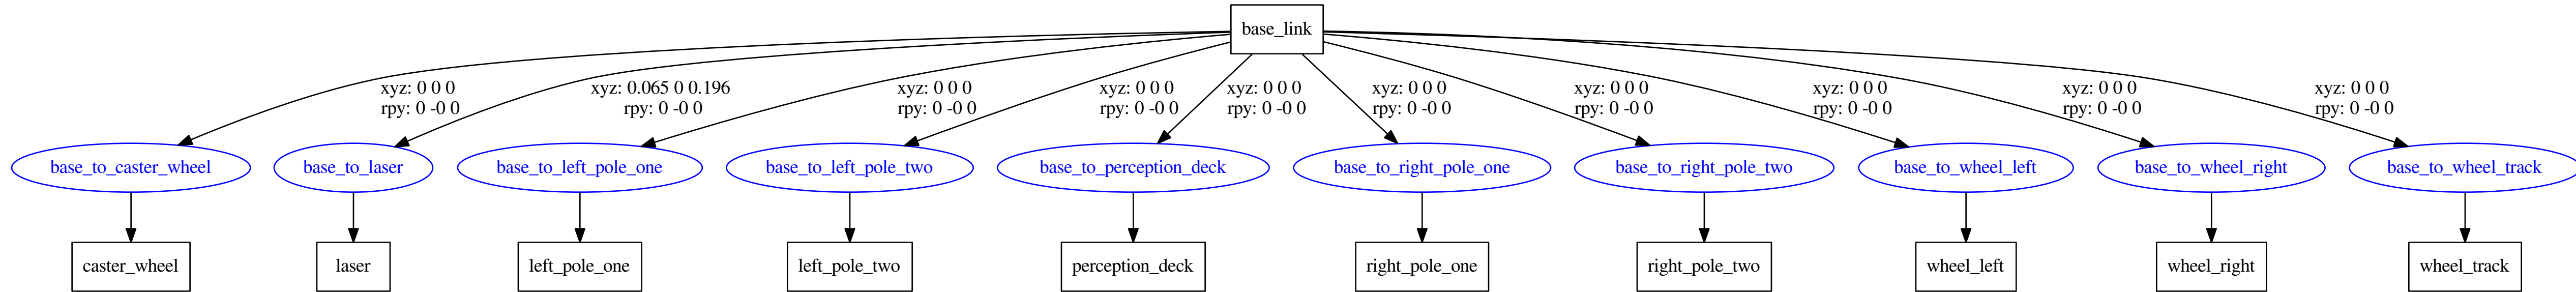 base_link
xyz: 0 0 0
rpy: 0 -0 0
xyz: 0.065 0 0.196
rpy: 0 -0 0
xyz: 0 0 0
rpy: 0 -0 0
xyz: 0 0 0
rpy: 0 -0 0
xyz: 0 0 0
rpy: 0 -0 0
xyz: 0 0 0
rpy: 0 -0 0
xyz: 0 0 0
rpy: 0 -0 0
xyz: 0 0 0
rpy: 0 -0 0
xyz: 0 0 0
rpy: 0 -0 0
xyz: 0 0 0
rpy: 0 -0 0
base_to_caster_wheel
base_to_laser
base_to_left_pole_one
base_to_left_pole_two
base_to_perception_deck
base_to_right_pole_one
base_to_right_pole_two
base_to_wheel_left
base_to_wheel_right
base_to_wheel_track
caster_wheel
laser
left_pole_one
left_pole_two
perception_deck
right_pole_one
right_pole_two
wheel_left
wheel_right
wheel_track